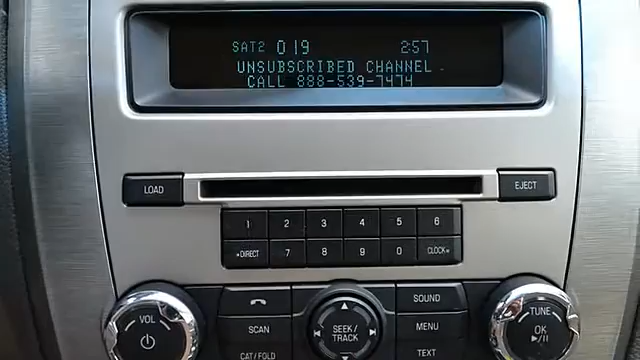 SAT2 019 2:57
UNSUBSCRIBED CHANNEL
CALL 888-539-7474
LOAD
EJECT
1 2 3 4 5 6
•DIRECT 7 8 9 0 CLOCK•
VOL
SCAN
CAT/FOLD
SEEK/
TRACK
SOUND
MENU
TEXT
TUNE
OK